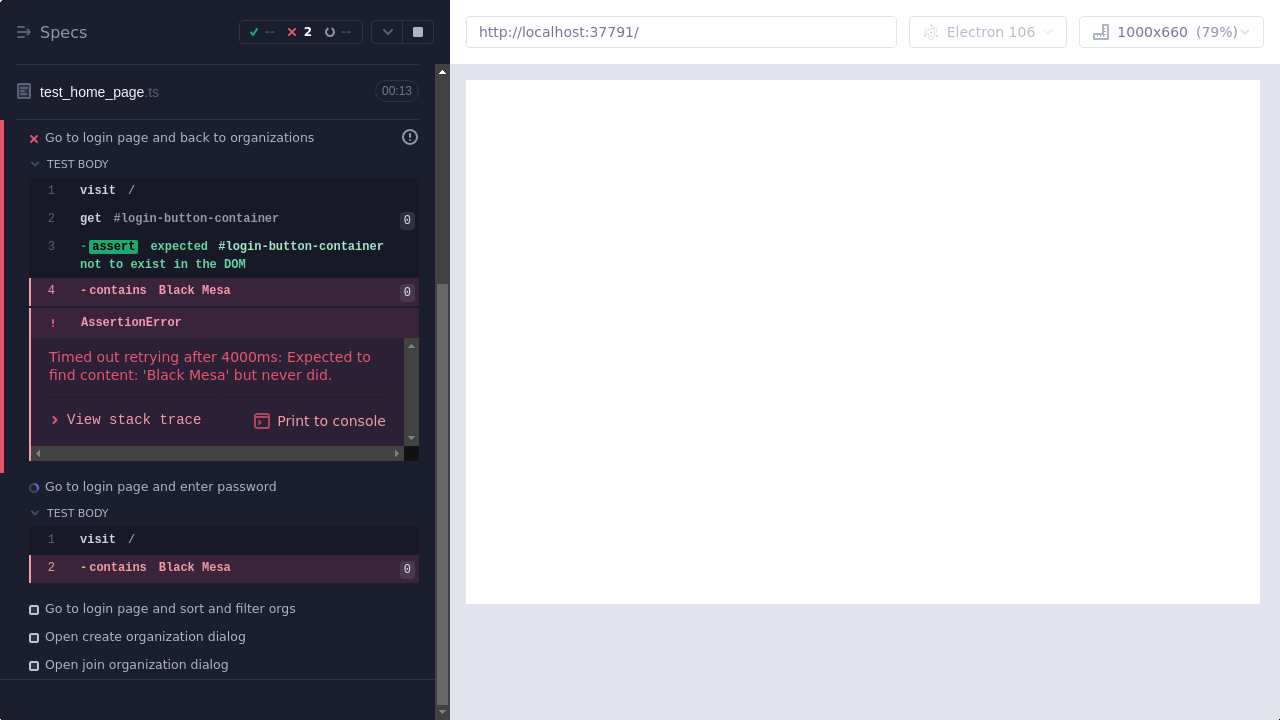 Specs
-- 2 --
test_home_page.ts
00:13
Go to login page and back to organizations
TEST BODY
1 visit /
2 get #login-button-container 0
3 -assert expected #login-button-container
not to exist in the DOM
4 -contains Black Mesa 0
! AssertionError
Timed out retrying after 4000ms: Expected to
find content: 'Black Mesa' but never did.
View stack trace
Print to console
Go to login page and enter password
TEST BODY
1 visit /
2 -contains Black Mesa 0
Go to login page and sort and filter orgs
Open create organization dialog
Open join organization dialog
http://localhost:37791/
Electron 106
1000x660 (79%)